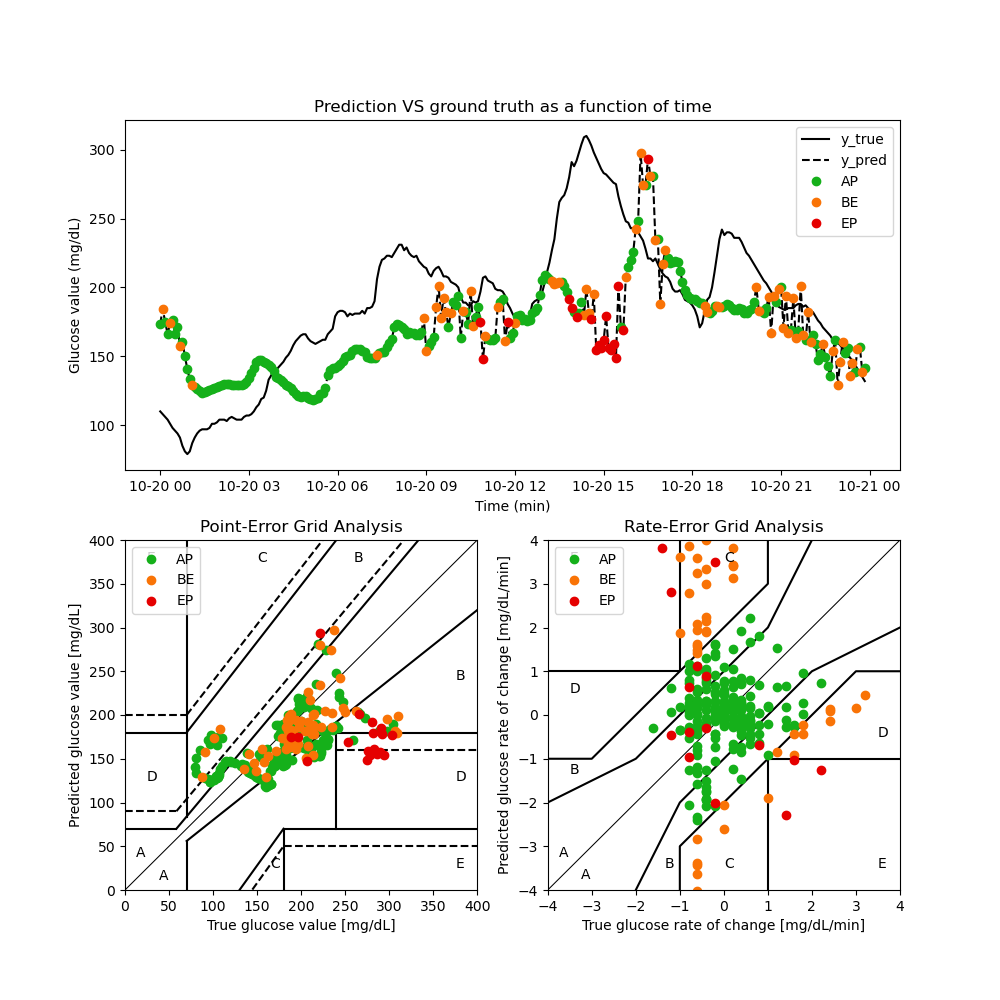 Prediction VS ground truth as a function of time
Glucose value (mg/dL)
300
250
200
150
100
y_true
y_pred
AP
BE
EP
10-20 00 10-20 03 10-20 06 10-20 09 10-20 12 10-20 15 10-20 18 10-20 21 10-21 00
Time (min)
Point-Error Grid Analysis
Predicted glucose value [mg/dL]
400
350
300
250
200
150
100
50
0
AP
BE
EP
C B
B
D D
A
A
C E
0 50 100 150 200 250 300 350 400
True glucose value [mg/dL]
Rate-Error Grid Analysis
Predicted glucose rate of change [mg/dL/min]
4
3
2
1
0
−1
−2
−3
−4
AP
BE
EP
C
D
D
B
A
A
B C E
−4 −3 −2 −1 0 1 2 3 4
True glucose rate of change [mg/dL/min]